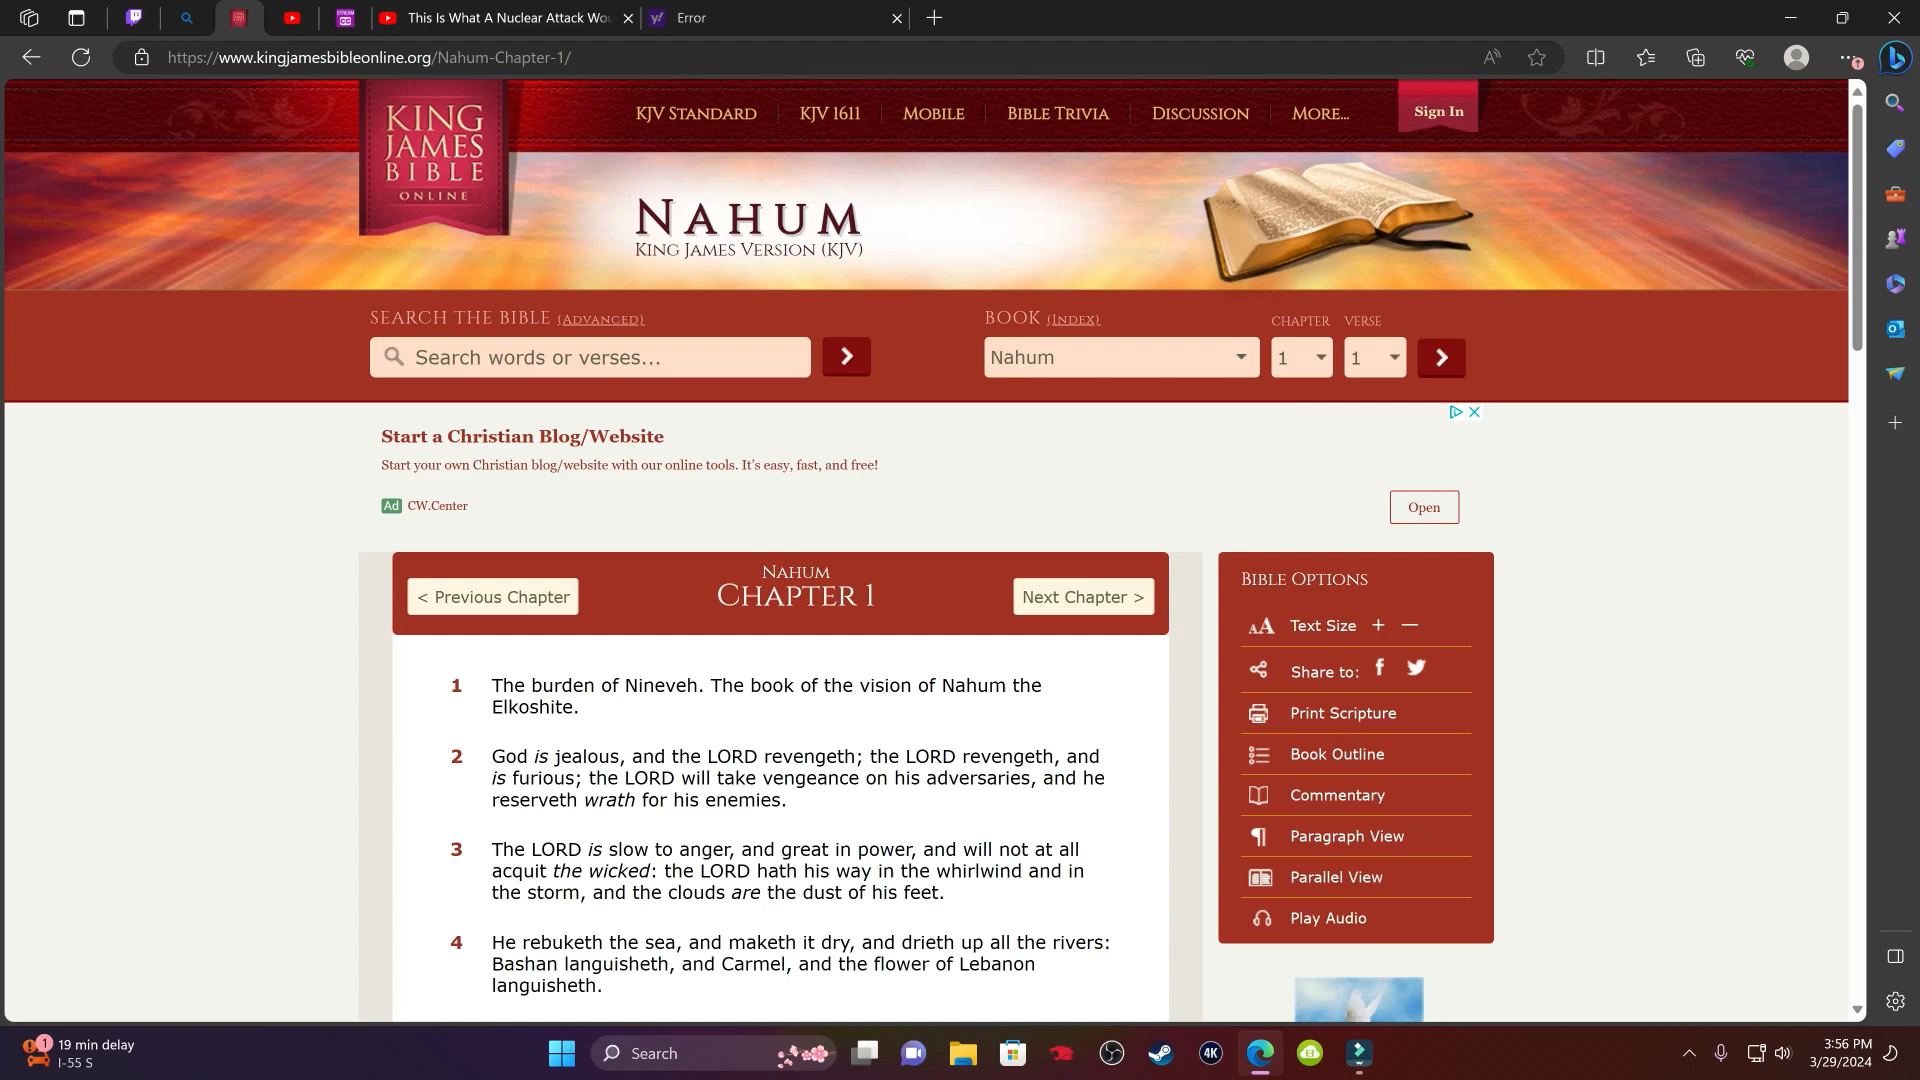 This Is What A Nuclear Attack Wou
Error
https://www.kingjamesbibleonline.org/Nahum-Chapter-1/
KING
JAMES
BIBLE
ONLINE
KJV Standard
KJV 1611
Mobile
Bible Trivia
Discussion
More...
Sign In
Nahum
King James Version (KJV)
Search the Bible (Advanced)
Book (Index)
Chapter
Verse
Search words or verses...
Nahum
1
1
Start a Christian Blog/Website
Start your own Christian blog/website with our online tools. It's easy, fast, and free!
Ad CW.Center
Open
Nahum
< Previous Chapter
Chapter 1
Next Chapter >
1 The burden of Nineveh. The book of the vision of Nahum the
Elkoshite.
2 God is jealous, and the LORD revengeth; the LORD revengeth, and
is furious; the LORD will take vengeance on his adversaries, and he
reserveth wrath for his enemies.
3 The LORD is slow to anger, and great in power, and will not at all
acquit the wicked: the LORD hath his way in the whirlwind and in
the storm, and the clouds are the dust of his feet.
4 He rebuketh the sea, and maketh it dry, and drieth up all the rivers:
Bashan languisheth, and Carmel, and the flower of Lebanon
languisheth.
Bible Options
Text Size + —
Share to:
Print Scripture
Book Outline
Commentary
Paragraph View
Parallel View
Play Audio
1
19 min delay
I-55 S
Search
4K
3:56 PM
3/29/2024